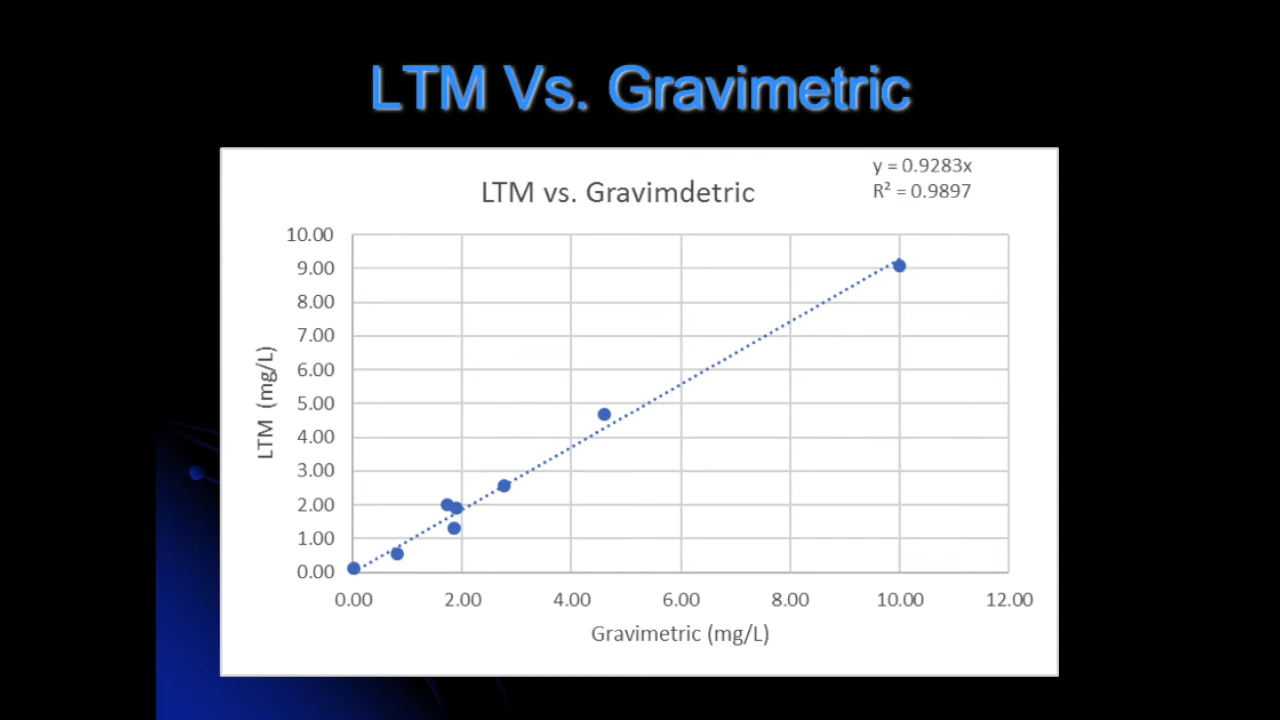 LTM Vs. Gravimetric
y = 0.9283x
R² = 0.9897
LTM vs. Gravimdetric
10.00
9.00
8.00
7.00
6.00
5.00
4.00
3.00
2.00
1.00
0.00
LTM (mg/L)
0.00 2.00 4.00 6.00 8.00 10.00 12.00
Gravimetric (mg/L)